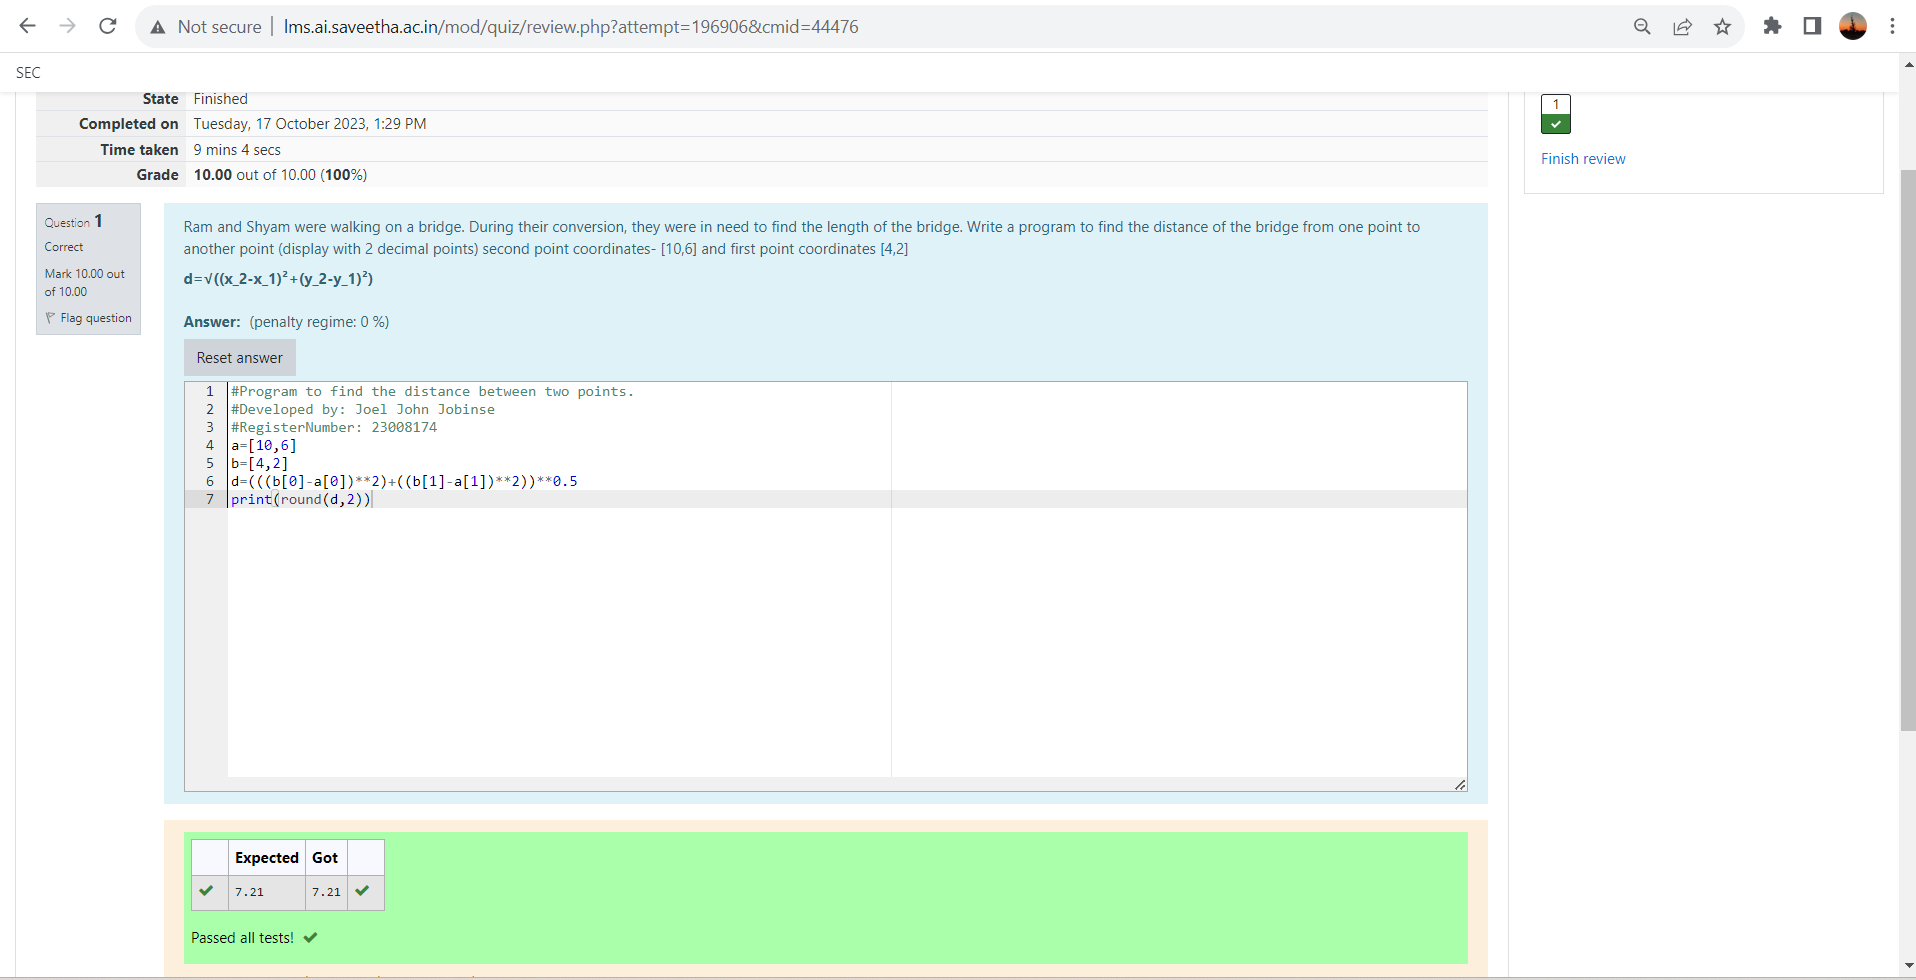 Not secure | lms.ai.saveetha.ac.in/mod/quiz/review.php?attempt=196906&cmid=44476
SEC
State Finished
Completed on Tuesday, 17 October 2023, 1:29 PM
Time taken 9 mins 4 secs
Grade 10.00 out of 10.00 (100%)
1
Finish review
Question 1
Correct
Mark 10.00 out
of 10.00
Flag question
Ram and Shyam were walking on a bridge. During their conversion, they were in need to find the length of the bridge. Write a program to find the distance of the bridge from one point to
another point (display with 2 decimal points) second point coordinates- [10,6] and first point coordinates [4,2]
d=√((x_2-x_1)²+(y_2-y_1)²)
Answer: (penalty regime: 0 %)
Reset answer
1 #Program to find the distance between two points.
2 #Developed by: Joel John Jobinse
3 #RegisterNumber: 23008174
4 a=[10,6]
5 b=[4,2]
6 d=(((b[0]-a[0])**2)+((b[1]-a[1])**2))**0.5
7 print(round(d,2))
Expected Got
7.21 7.21
Passed all tests!